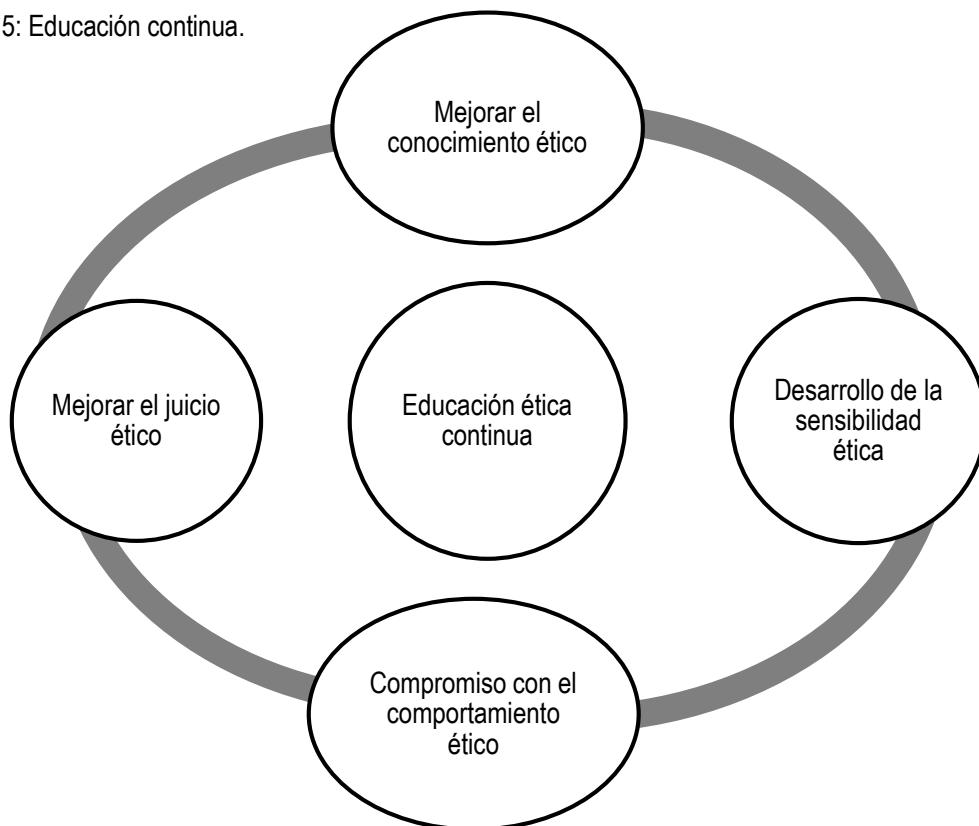 5: Educación continua.
Mejorar el
conocimiento ético
Mejorar el juicio
ético
Educación ética
continua
Desarrollo de la
sensibilidad
ética
Compromiso con el
comportamiento
ético